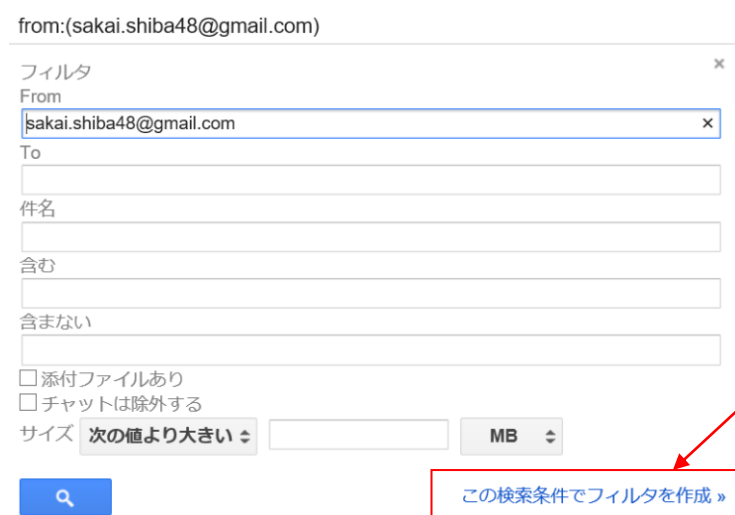 from:(sakai.shiba48@gmail.com)
フィルタ ×
From
sakai.shiba48@gmail.com ×
To
件名
含む
含まない
添付ファイルあり
チャットは除外する
サイズ 次の値より大きい MB
この検索条件でフィルタを作成 »